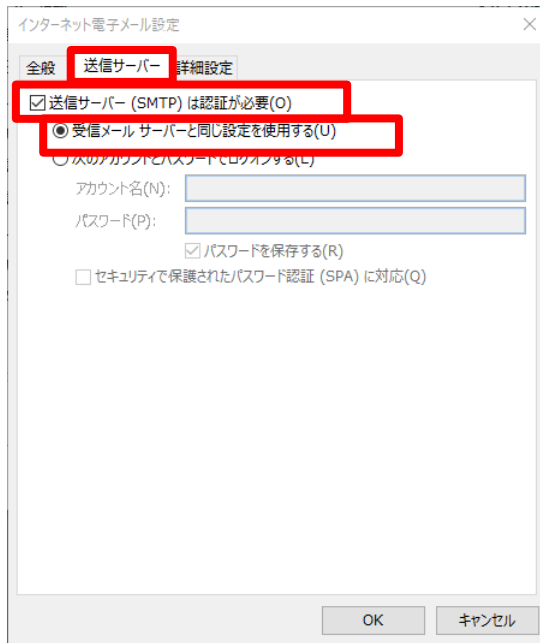 インターネット電子メール設定
全般 送信サーバー 詳細設定
送信サーバー (SMTP) は認証が必要(O)
受信メール サーバーと同じ設定を使用する(U)
次のアカウントとパスワードでログオンする(L)
アカウント名(N):
パスワード(P):
パスワードを保存する(R)
セキュリティで保護されたパスワード認証 (SPA) に対応(Q)
OK キャンセル